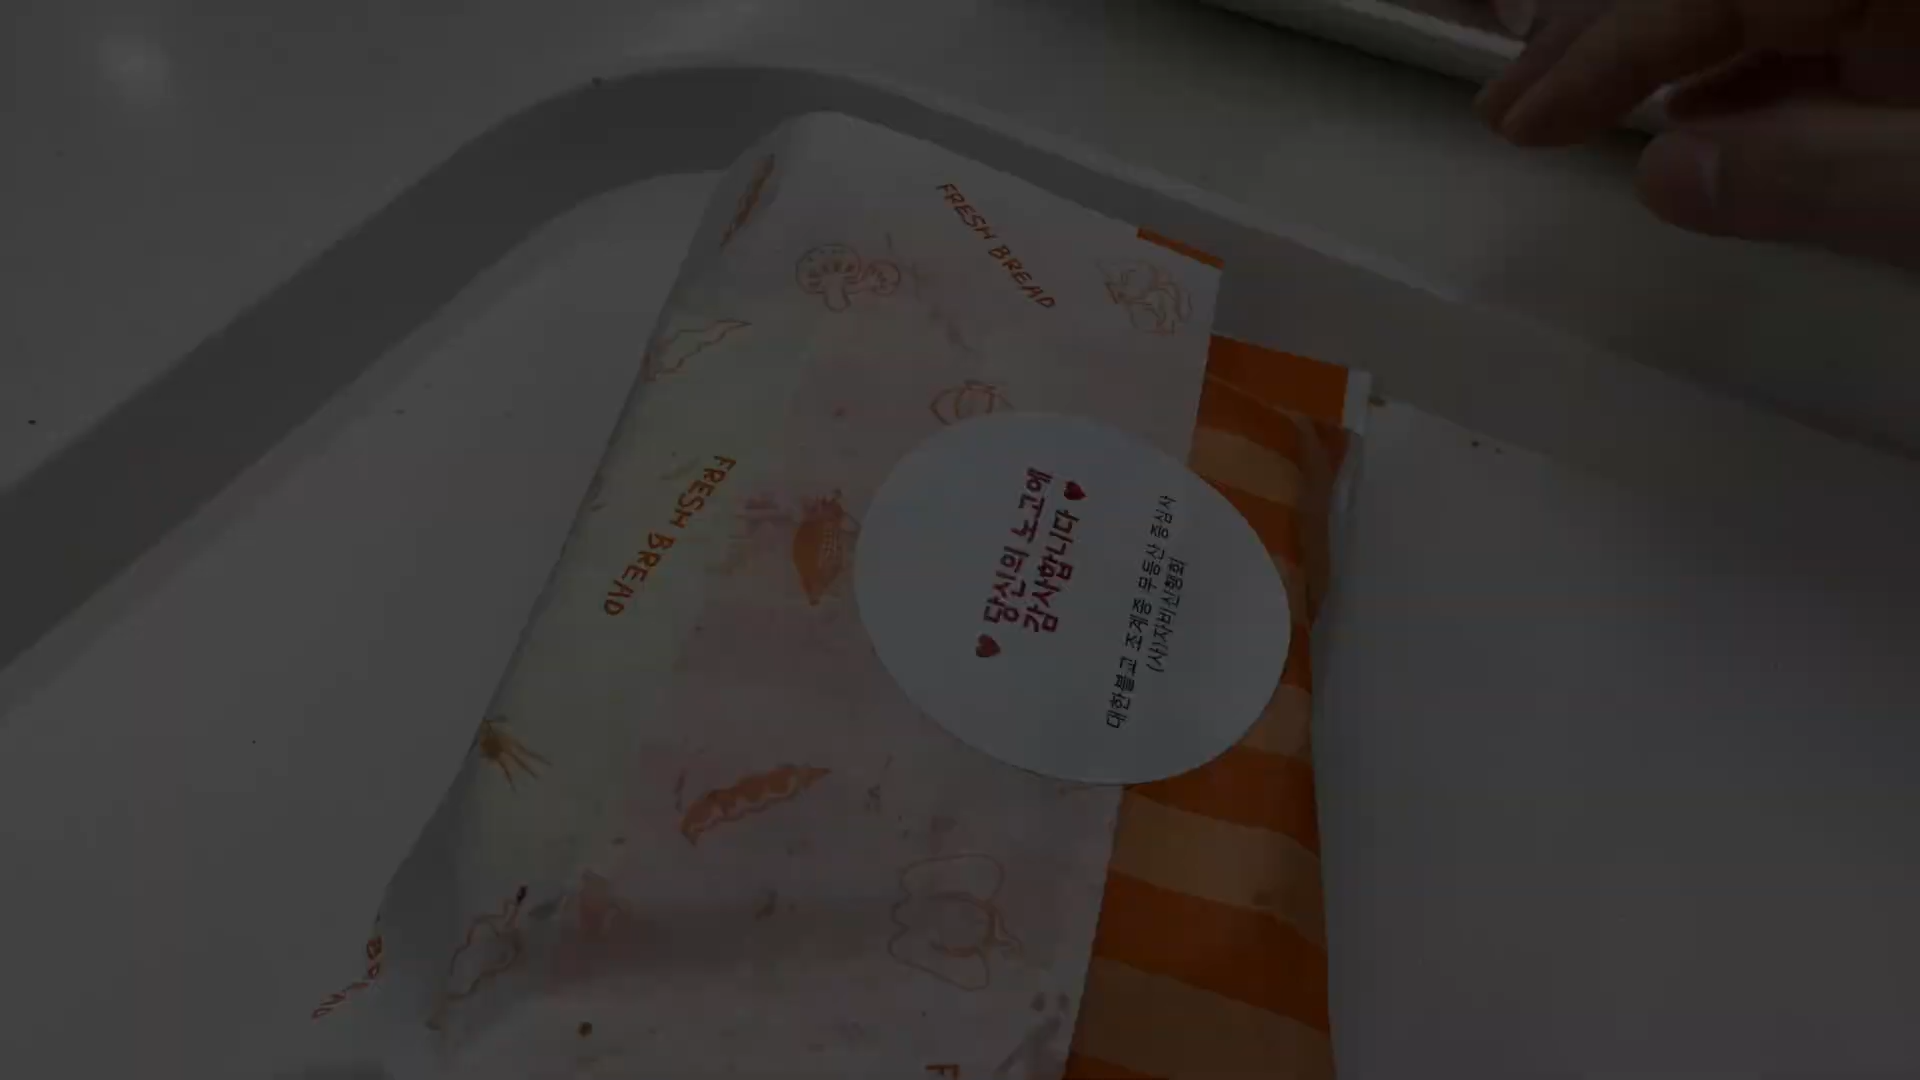 FRESH BREAD
FRESH BREAD
♥ 당신의 노고에
감사합니다 ♥
대한불교 조계종 무등산 증심사
(사)자비신행회